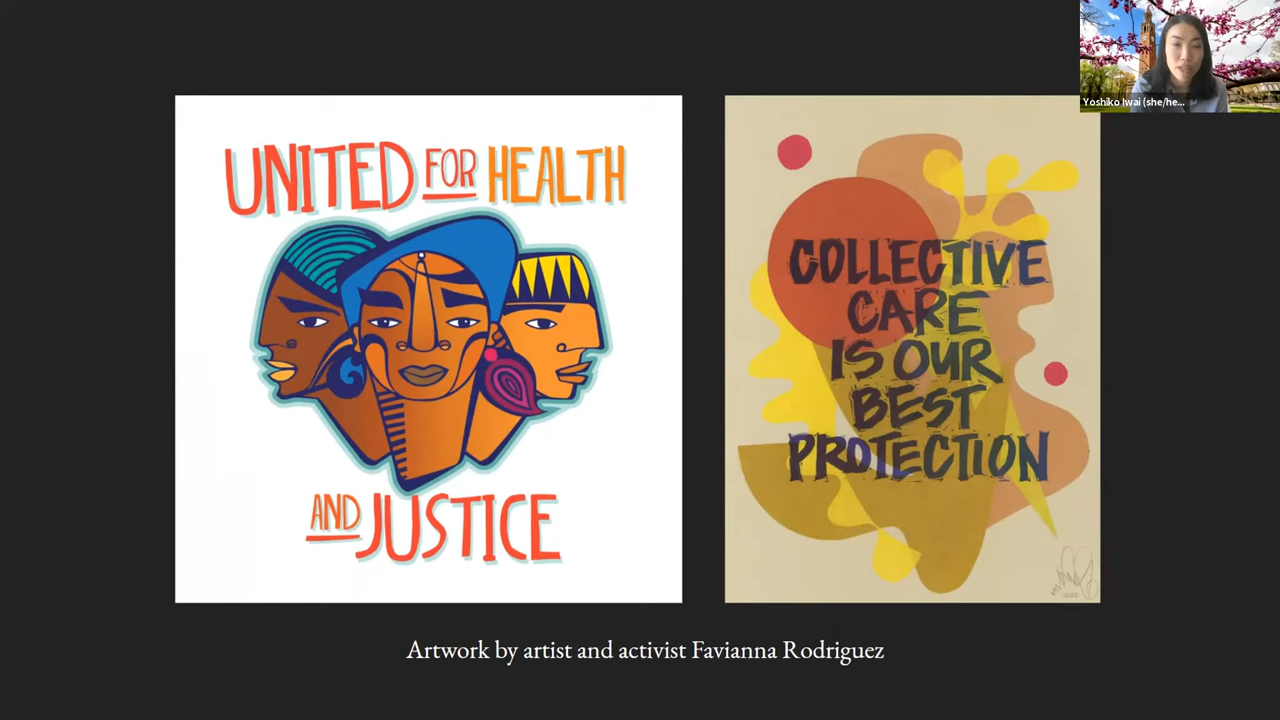 Yoshiko Iwai (she/he...
UNITED FOR HEALTH
AND JUSTICE
COLLECTIVE
CARE
IS OUR
BEST
PROTECTION
Artwork by artist and activist Favianna Rodriguez